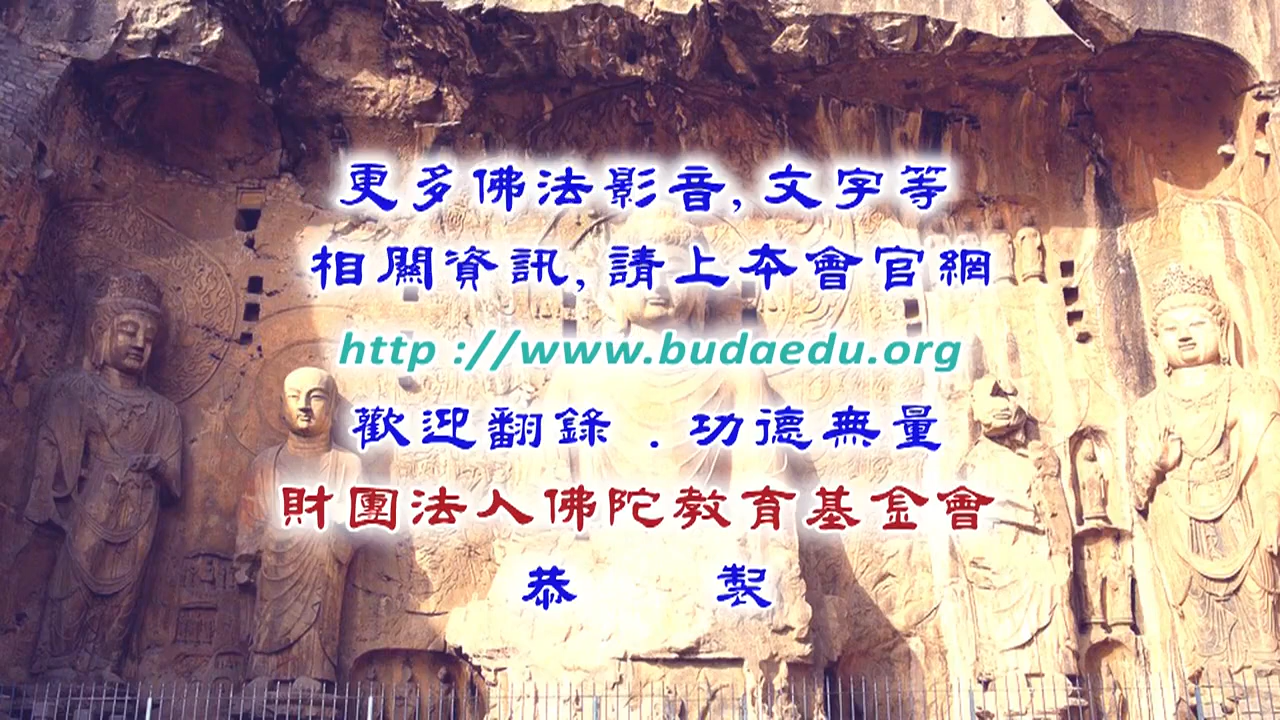 更多佛法影音,文字等
相關資訊,請上本會官網
http ://www.budaedu.org
歡迎翻錄 . 功德無量
財團法人佛陀教育基金會
恭 製